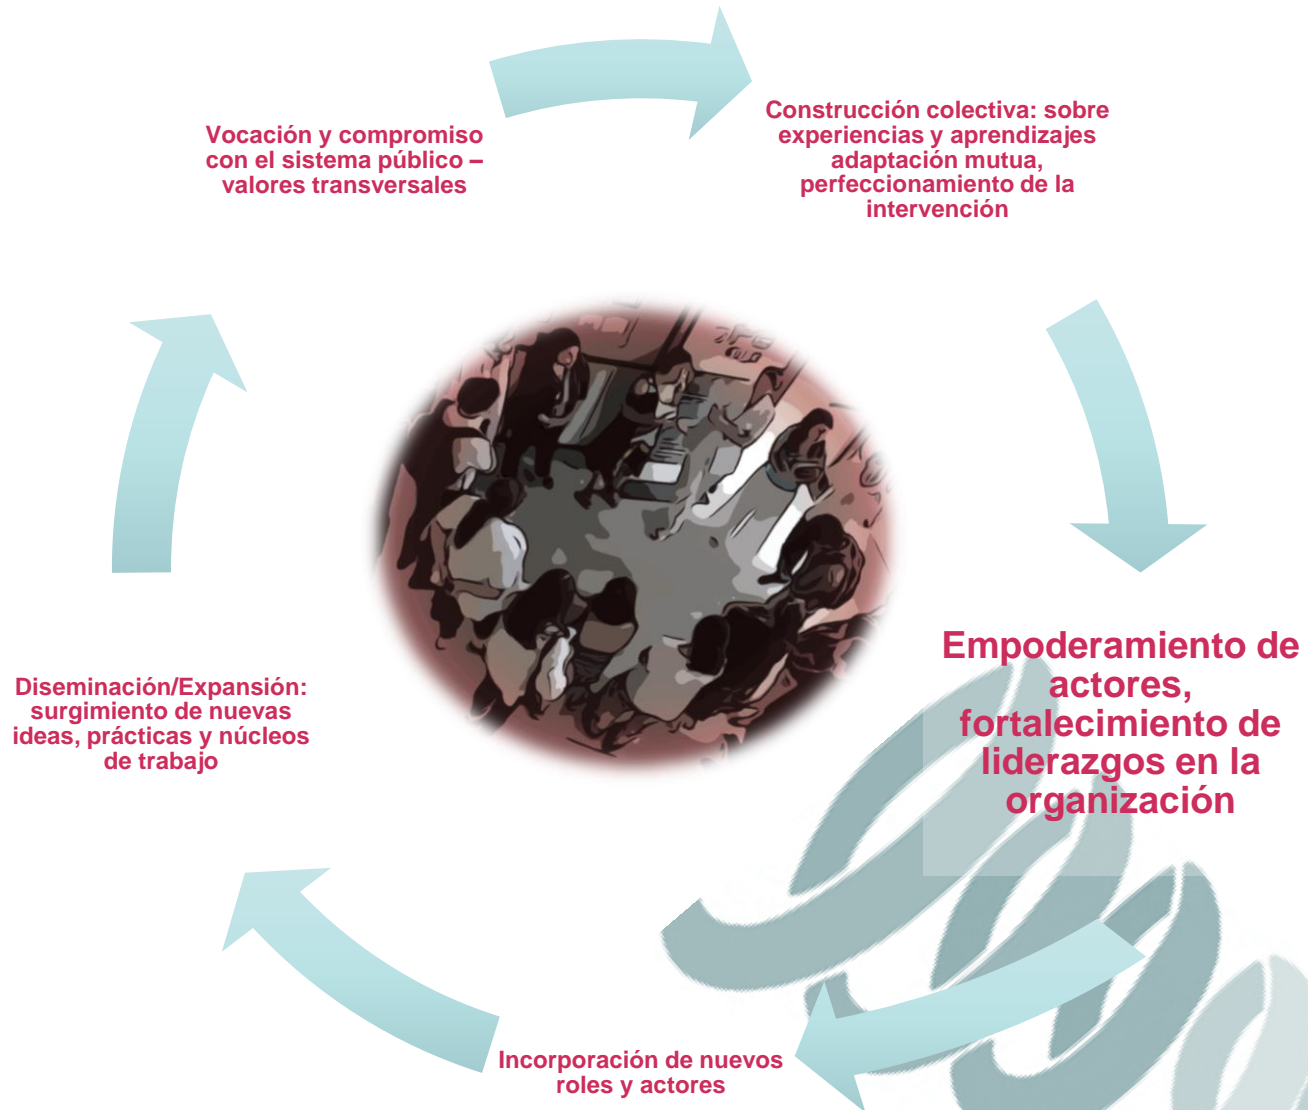 Vocación y compromiso
con el sistema público –
valores transversales
Construcción colectiva: sobre
experiencias y aprendizajes
adaptación mutua,
perfeccionamiento de la
intervención
Empoderamiento de
actores,
fortalecimiento de
liderazgos en la
organización
Incorporación de nuevos
roles y actores
Diseminación/Expansión:
surgimiento de nuevas
ideas, prácticas y núcleos
de trabajo